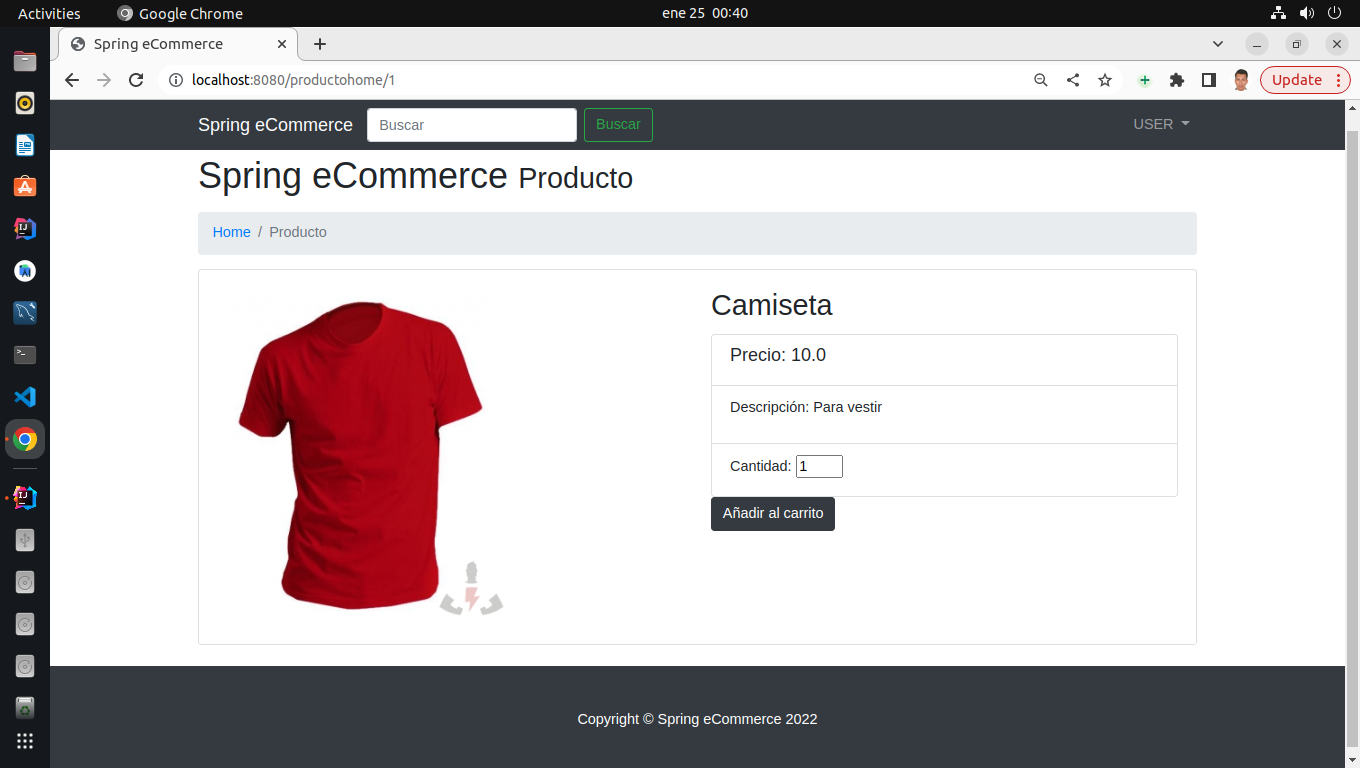 Activities Google Chrome ene 25 00:40
Spring eCommerce
localhost:8080/productohome/1 Update
Spring eCommerce Buscar Buscar USER
Spring eCommerce Producto
Home / Producto
Camiseta
Precio: 10.0
Descripción: Para vestir
Cantidad: 1
Añadir al carrito
Copyright © Spring eCommerce 2022